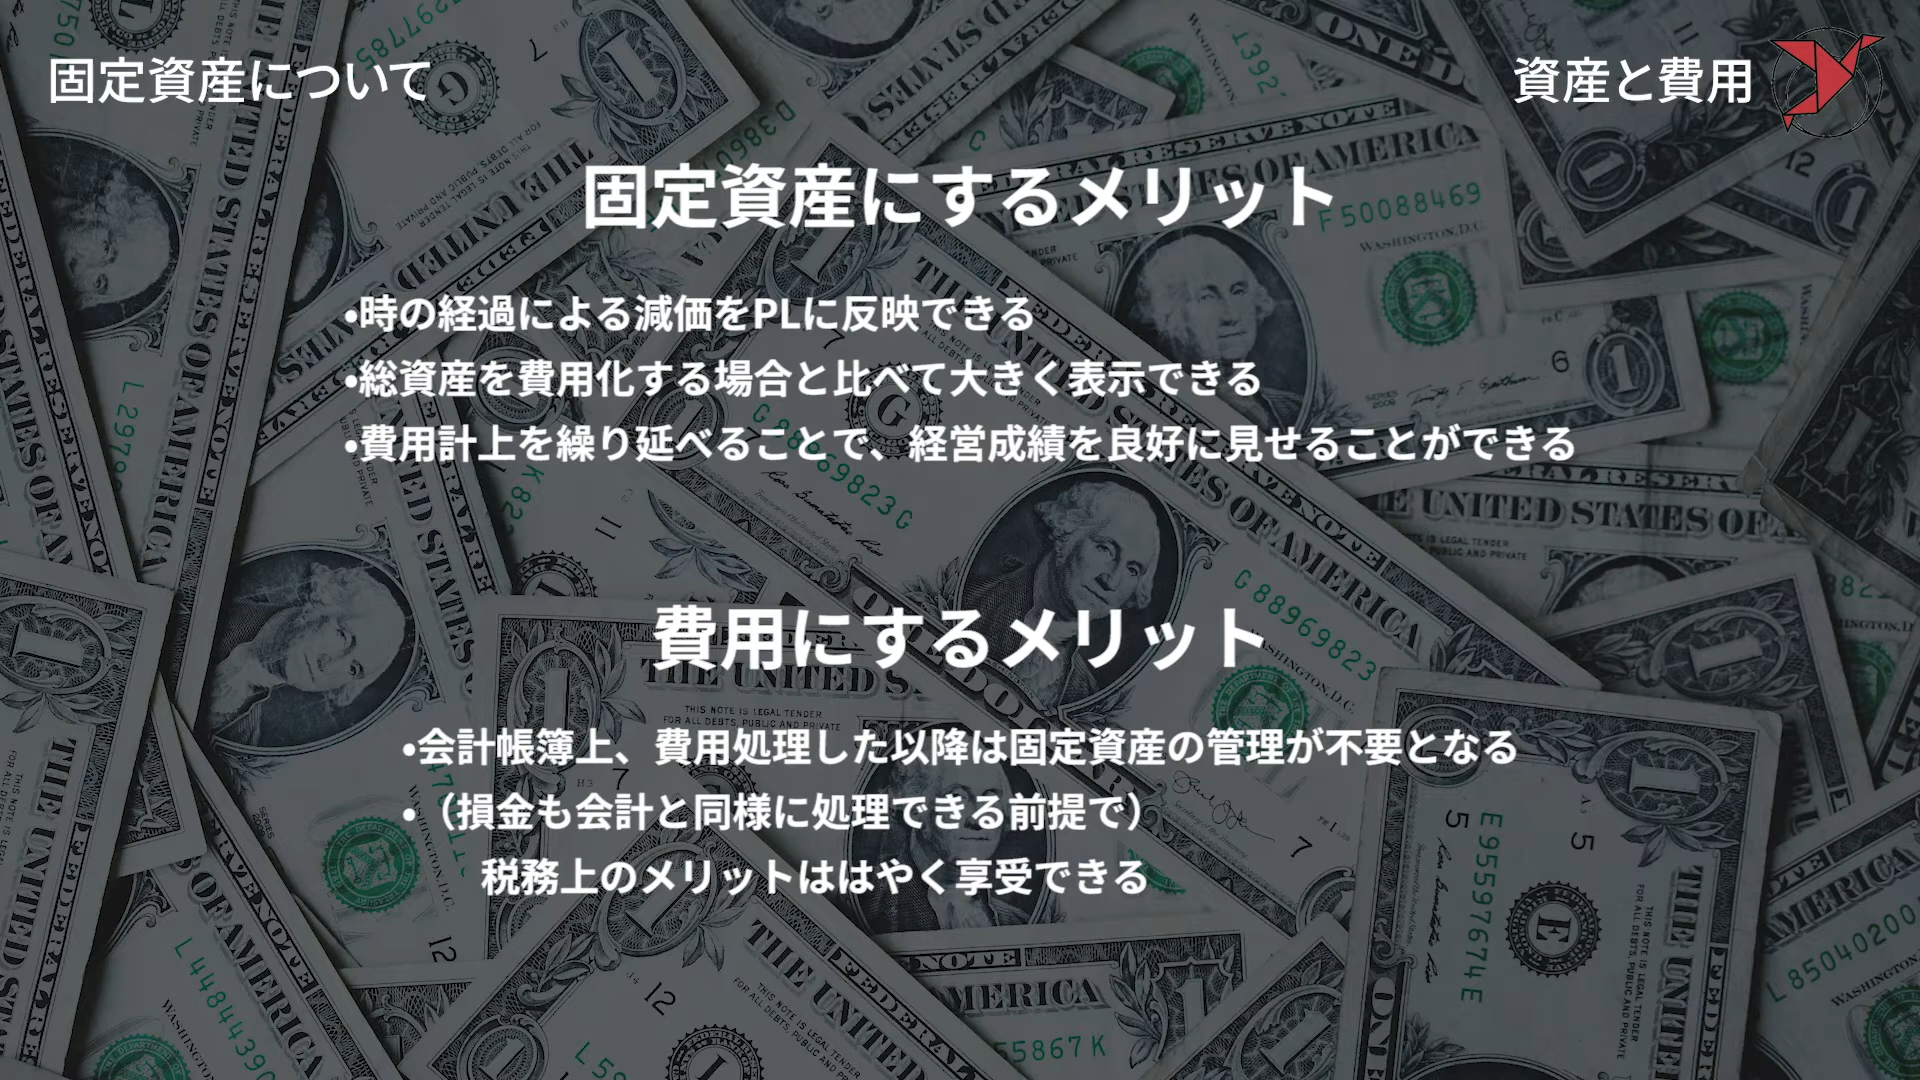 固定資産について
資産と費用
固定資産にするメリット
•時の経過による減価をPLに反映できる
•総資産を費用化する場合と比べて大きく表示できる
•費用計上を繰り延べることで、経営成績を良好に見せることができる
費用にするメリット
•会計帳簿上、費用処理した以降は固定資産の管理が不要となる
•（損金も会計と同様に処理できる前提で）
税務上のメリットははやく享受できる